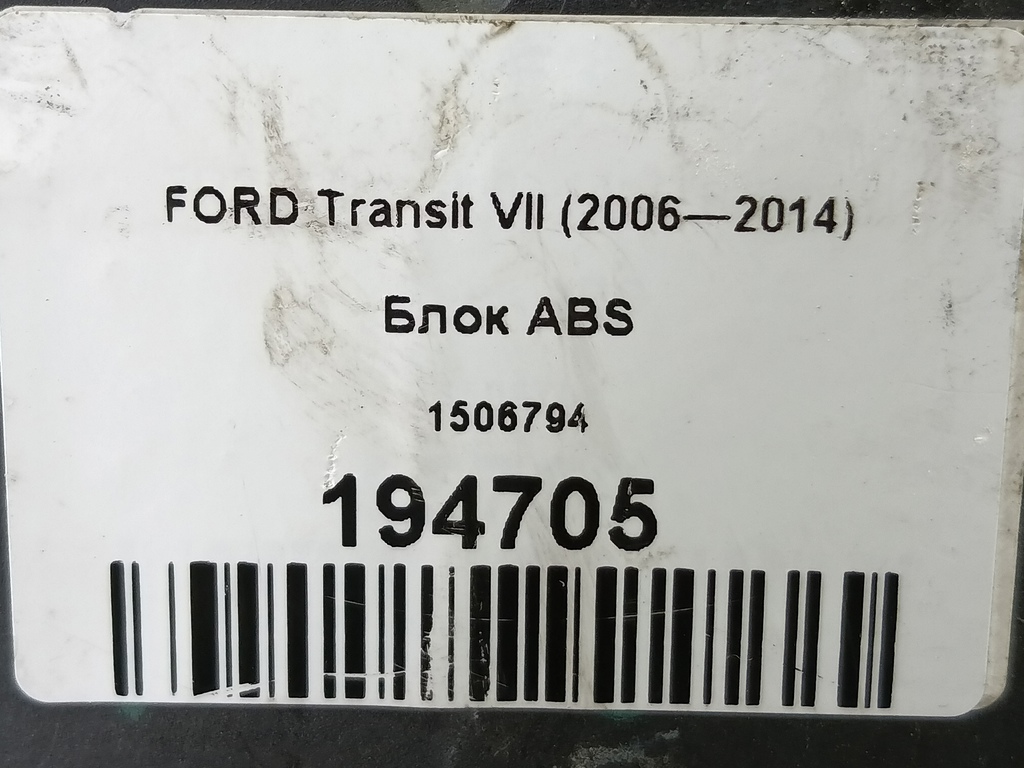 FORD Transit VII (2006—2014)
Блок ABS
1506794
194705